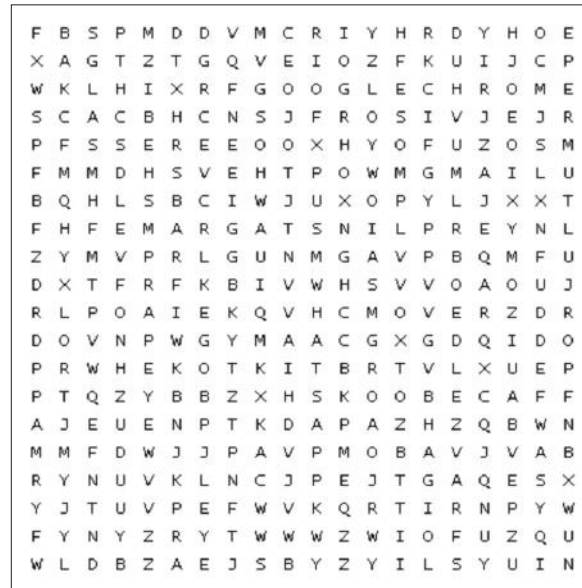 F B S P M D D V M C R I Y H R D Y H O E
X A G T Z T G Q V E I O Z F K U I J C P
W K L H I X R F G O O G L E C H R O M E
S C A C B H C N S J F R O S I V J E J R
P F S S E R E E O O X H Y O F U Z O S M
F M M D H S V E H T P O W M G M A I L U
B Q H L S B C I W J U X O P Y L J X X T
F H F E M A R G A T S N I L P R E Y N L
Z Y M V P R L G U N M G A V P B Q M F U
D X T F R F K B I V W H S V V O A O U J
R L P O A I E K Q V H C M O V E R Z D R
D O V N P W G Y M A A C G X G D Q I D O
P R W H E K O T K I T B R T V L X U E P
P T Q Z Y B B Z X H S K O O B E C A F F
A J E U E N P T K D A P A Z H Z Q B W N
M M F D W J J P A V P M O B A V J V A B
R Y N U V K L N C J P E J T G A Q E S X
Y J T U V P E F W V K Q R T I R N P Y W
F Y N Y Z R Y T W W W Z W I O F U Z Q U
W L D B Z A E J S B Y Z Y I L S Y U I N